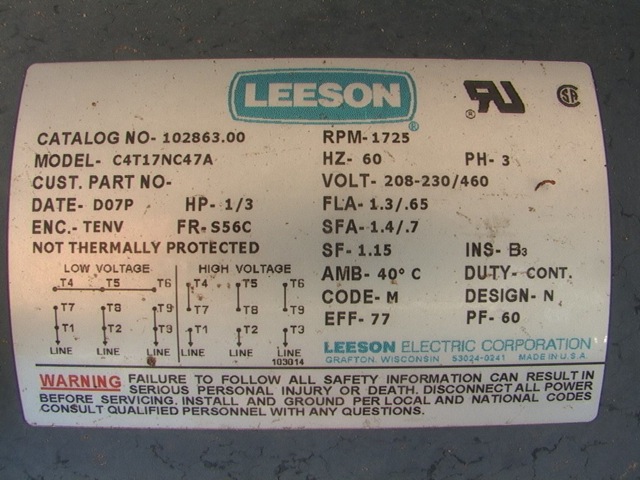 LEESON®
CATALOG NO- 102863.00 RPM- 1725
MODEL- C4T17NC47A HZ- 60 PH- 3
CUST. PART NO- VOLT- 208-230/460
DATE- D07P HP- 1/3 FLA- 1.3/.65
ENC.- TENV FR- S56C SFA- 1.4/.7
NOT THERMALLY PROTECTED SF- 1.15 INS- B3
LOW VOLTAGE HIGH VOLTAGE AMB- 40° C DUTY- CONT.
T4 T5 T6 T4 T5 T6
CODE- M DESIGN- N
T7 T8 T9 T7 T8 T9
EFF- 77 PF- 60
T1 T2 T3 T1 T2 T3
LINE LINE LINE LINE LINE LINE
LEESON ELECTRIC CORPORATION
GRAFTON, WISCONSIN 53024-0241 MADE IN U.S.A.
103014
WARNING FAILURE TO FOLLOW ALL SAFETY INFORMATION CAN RESULT IN
SERIOUS PERSONAL INJURY OR DEATH. DISCONNECT ALL POWER
BEFORE SERVICING. INSTALL AND GROUND PER LOCAL AND NATIONAL CODES
CONSULT QUALIFIED PERSONNEL WITH ANY QUESTIONS.